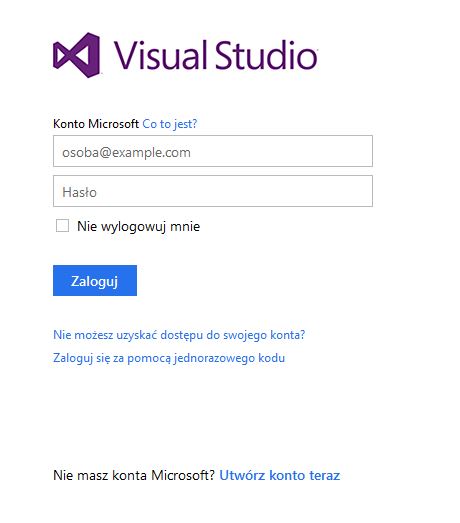 Visual Studio
Konto Microsoft Co to jest?
osoba@example.com
Hasło
Nie wylogowuj mnie
Zaloguj
Nie możesz uzyskać dostępu do swojego konta?
Zaloguj się za pomocą jednorazowego kodu
Nie masz konta Microsoft? Utwórz konto teraz